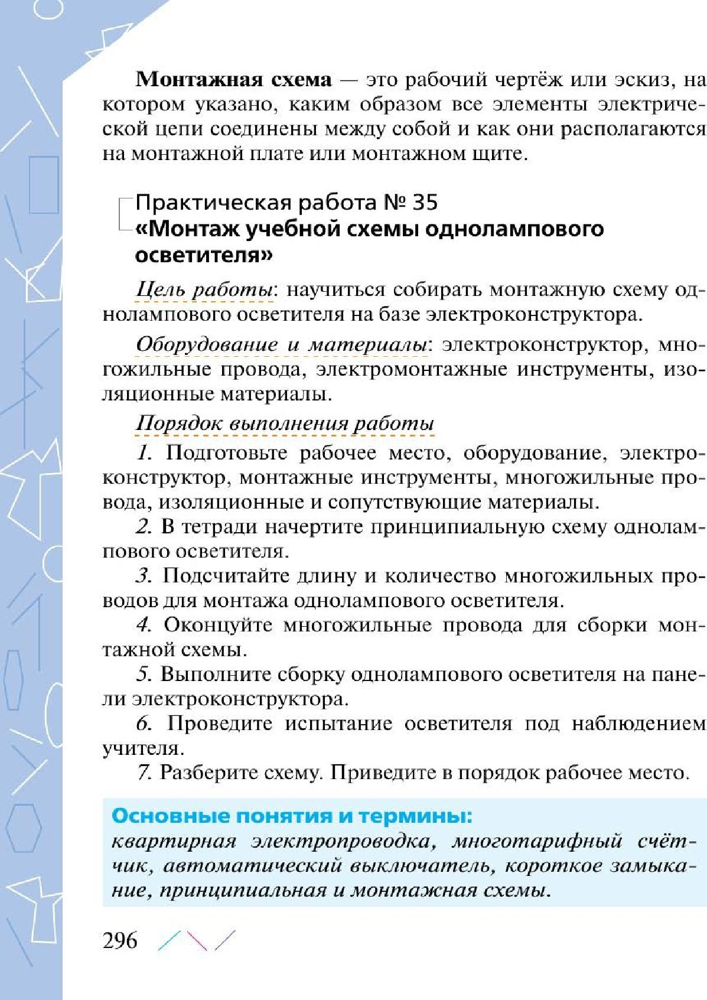 Монтажная схема — это рабочий чертёж или эскиз, на
котором указано, каким образом все элементы электриче-
ской цепи соединены между собой и как они располагаются
на монтажной плате или монтажном щите.
Практическая работа № 35
«Монтаж учебной схемы однолампового
осветителя»
Цель работы: научиться собирать монтажную схему од-
нолампового осветителя на базе электроконструктора.
Оборудование и материалы: электроконструктор, мно-
гожильные провода, электромонтажные инструменты, изо-
ляционные материалы.
Порядок выполнения работы
1. Подготовьте рабочее место, оборудование, электро-
конструктор, монтажные инструменты, многожильные про-
вода, изоляционные и сопутствующие материалы.
2. В тетради начертите принципиальную схему однолам-
пового осветителя.
3. Подсчитайте длину и количество многожильных про-
водов для монтажа однолампового осветителя.
4. Оконцуйте многожильные провода для сборки мон-
тажной схемы.
5. Выполните сборку однолампового осветителя на пане-
ли электроконструктора.
6. Проведите испытание осветителя под наблюдением
учителя.
7. Разберите схему. Приведите в порядок рабочее место.
Основные понятия и термины:
квартирная электропроводка, многотарифный счёт-
чик, автоматический выключатель, короткое замыка-
ние, принципиальная и монтажная схемы.
296